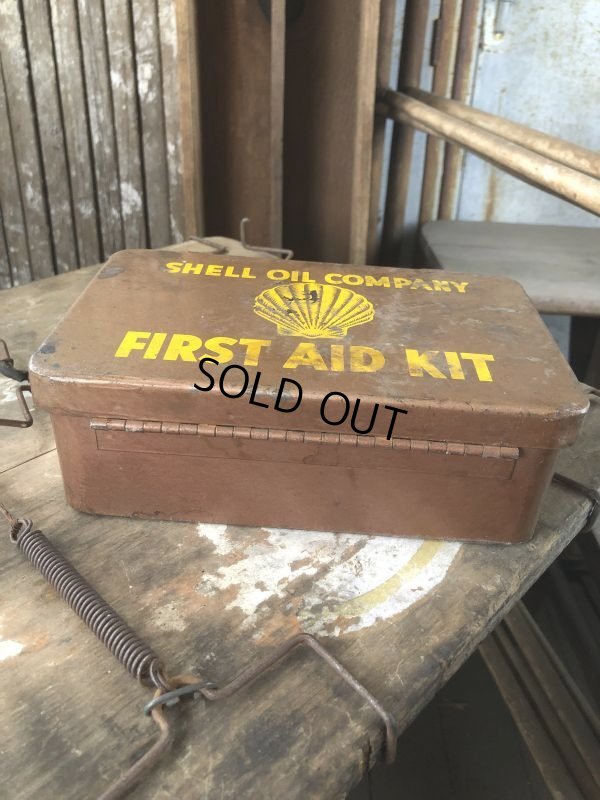 SHELL OIL COMPANY
FIRST AID KIT
SOLD OUT